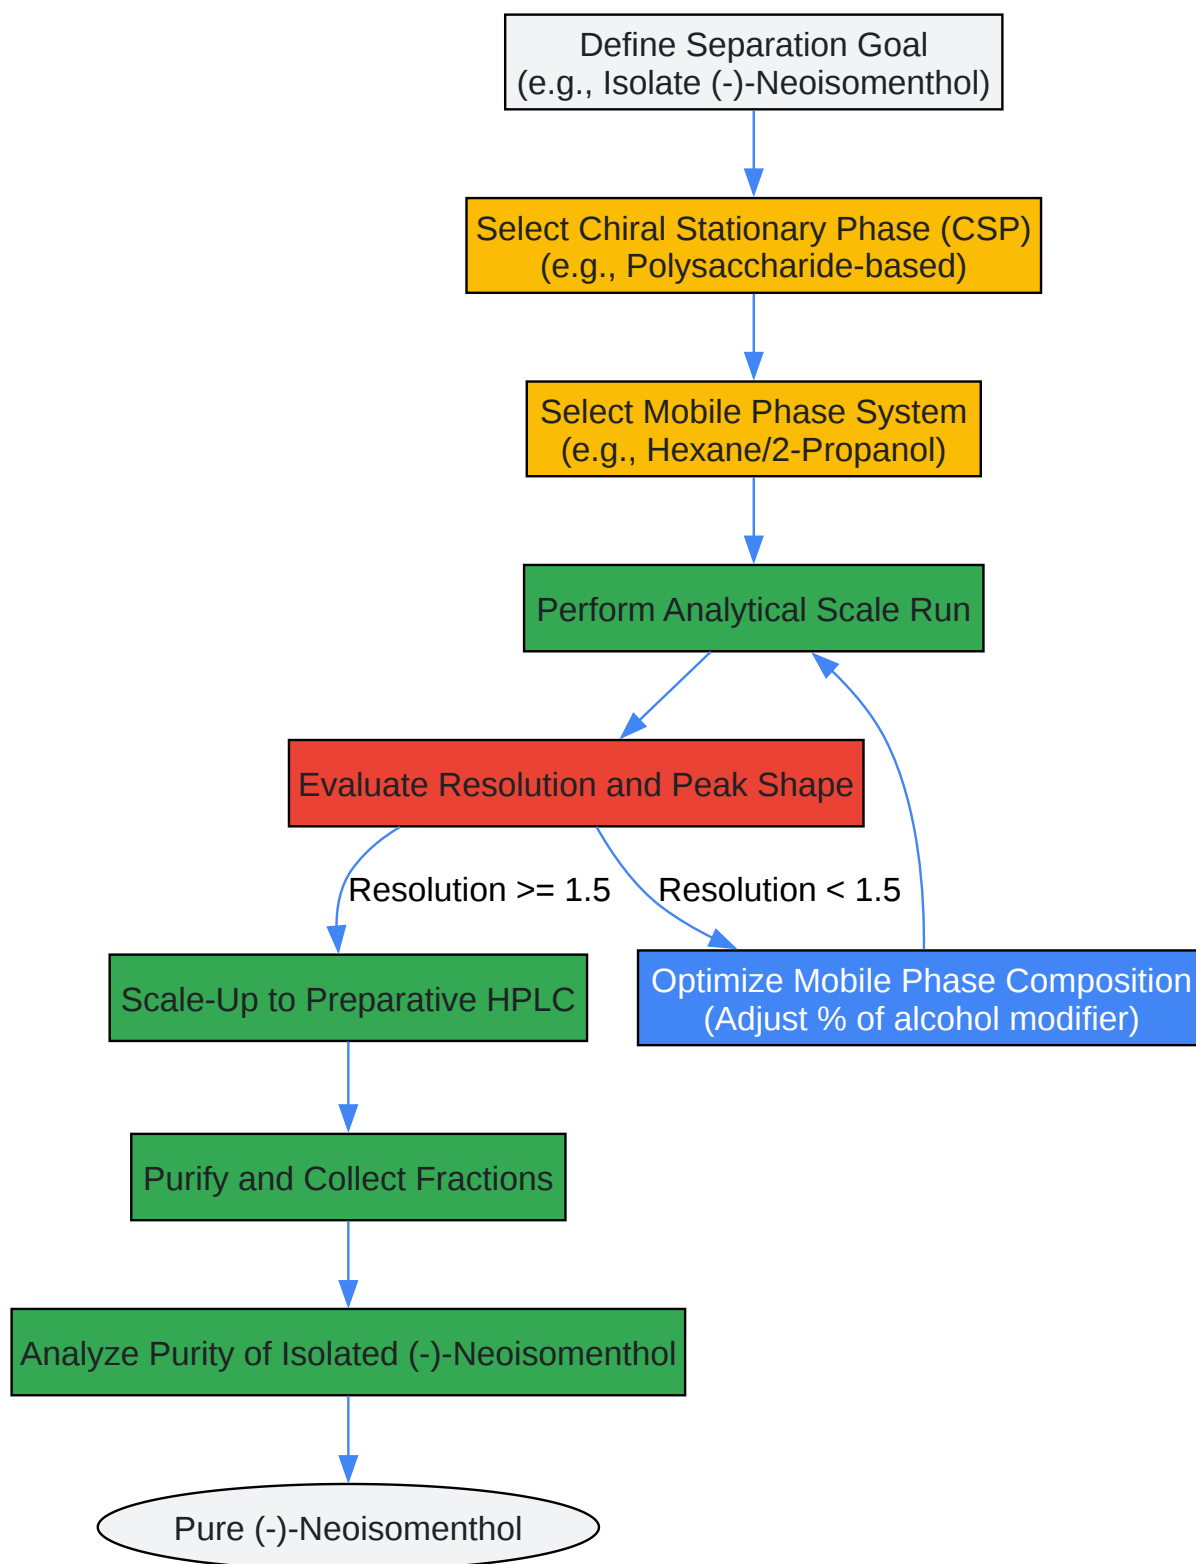 Define Separation Goal
(e.g., Isolate (-)-Neoisomenthol)
Select Chiral Stationary Phase (CSP)
(e.g., Polysaccharide-based)
Select Mobile Phase System
(e.g., Hexane/2-Propanol)
Perform Analytical Scale Run
Evaluate Resolution and Peak Shape
Resolution >= 1.5
Resolution < 1.5
Scale-Up to Preparative HPLC
Optimize Mobile Phase Composition
(Adjust % of alcohol modifier)
Purify and Collect Fractions
Analyze Purity of Isolated (-)-Neoisomenthol
Pure (-)-Neoisomenthol